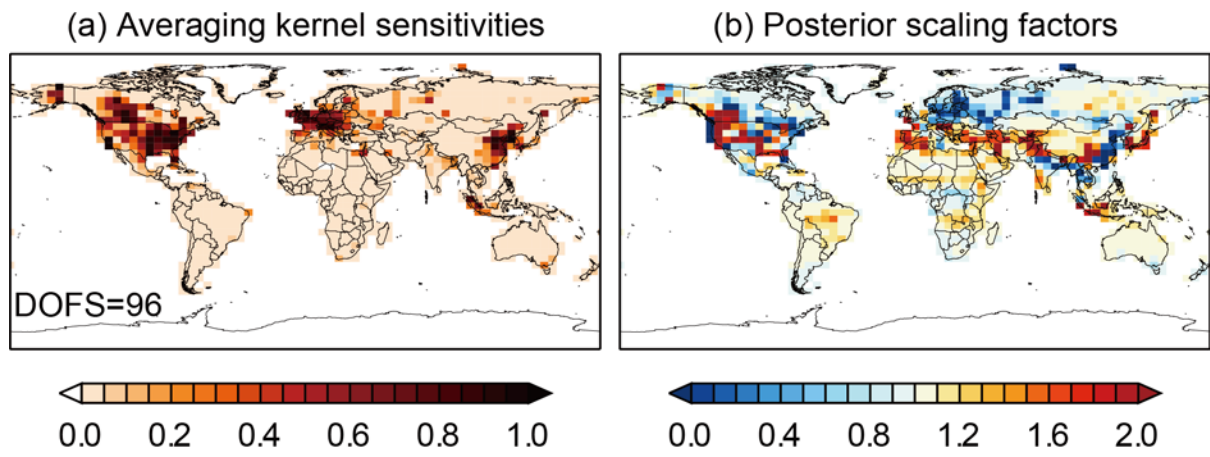 (a) Averaging kernel sensitivities
(b) Posterior scaling factors
DOFS=96
0.0 0.2 0.4 0.6 0.8 1.0
0.0 0.4 0.8 1.2 1.6 2.0